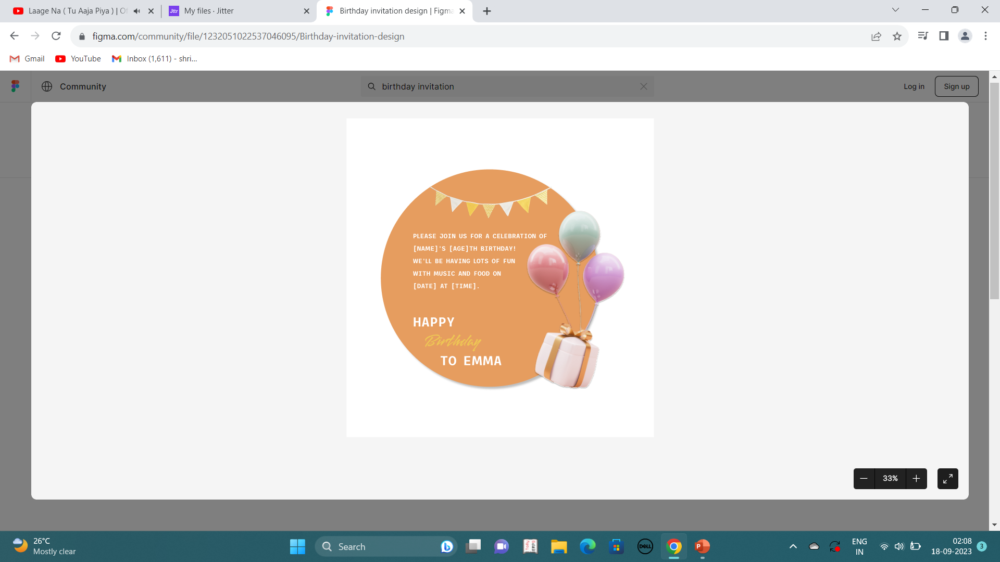 Laage Na ( Tu Aaja Piya ) | Of
My files · Jitter
Birthday invitation design | Figma
figma.com/community/file/1232051022537046095/Birthday-invitation-design
Gmail
YouTube
Inbox (1,611) - shri...
Community
birthday invitation
Log in
Sign up
PLEASE JOIN US FOR A CELEBRATION OF
[NAME]'S [AGE]TH BIRTHDAY!
WE'LL BE HAVING LOTS OF FUN
WITH MUSIC AND FOOD ON
[DATE] AT [TIME].
HAPPY
Birthday
TO EMMA
33%
26°C
Mostly clear
Search
Tally
ERP9
DELL
P
ENG
IN
02:08
18-09-2023
3